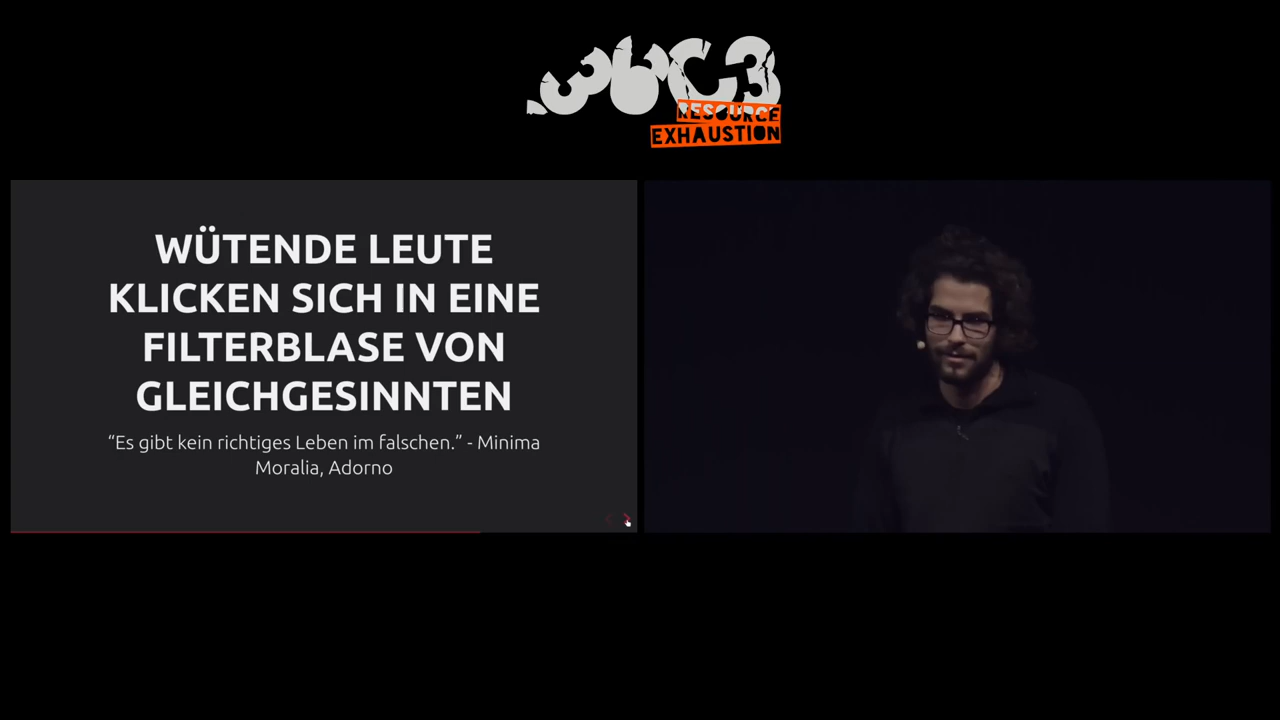 36C3
RESOURCE
EXHAUSTION
WÜTENDE LEUTE
KLICKEN SICH IN EINE
FILTERBLASE VON
GLEICHGESINNTEN
“Es gibt kein richtiges Leben im falschen.” - Minima
Moralia, Adorno